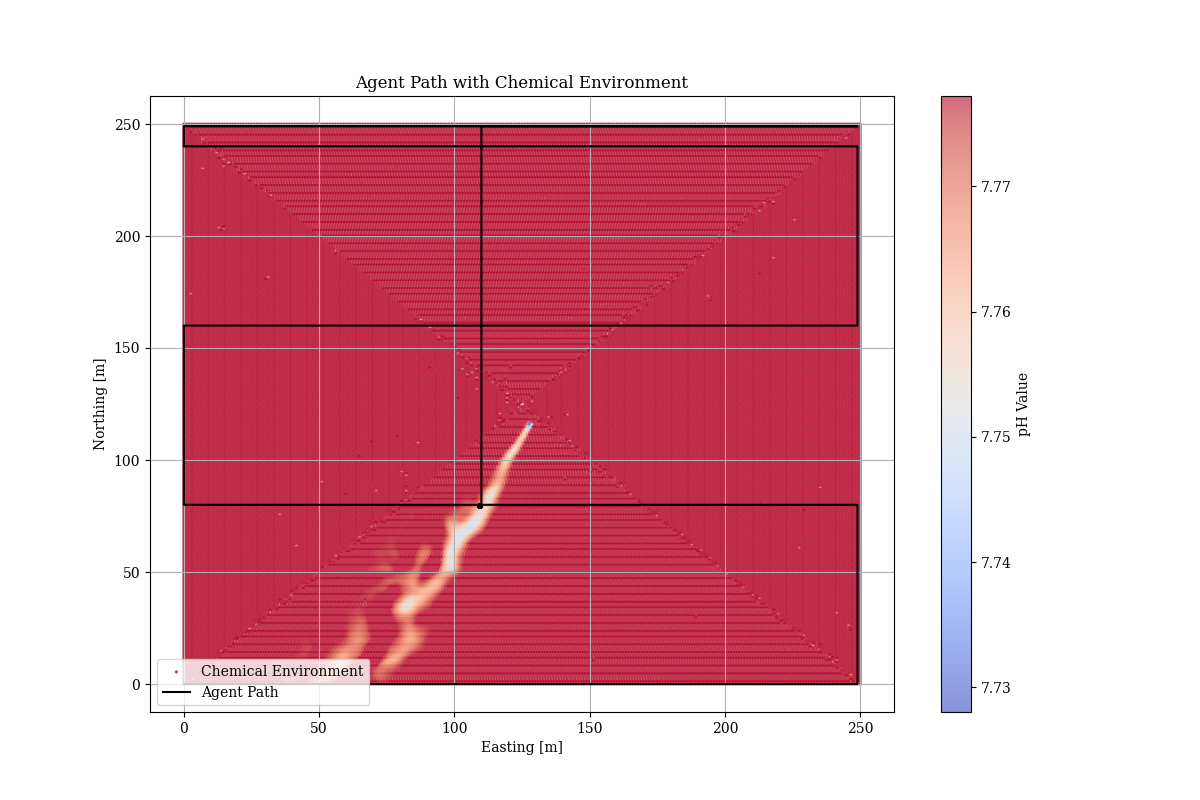 Agent Path with Chemical Environment
250
200
150
100
50
0
Northing [m]
Chemical Environment
Agent Path
0 50 100 150 200 250
Easting [m]
7.77
7.76
7.75
7.74
7.73
pH Value